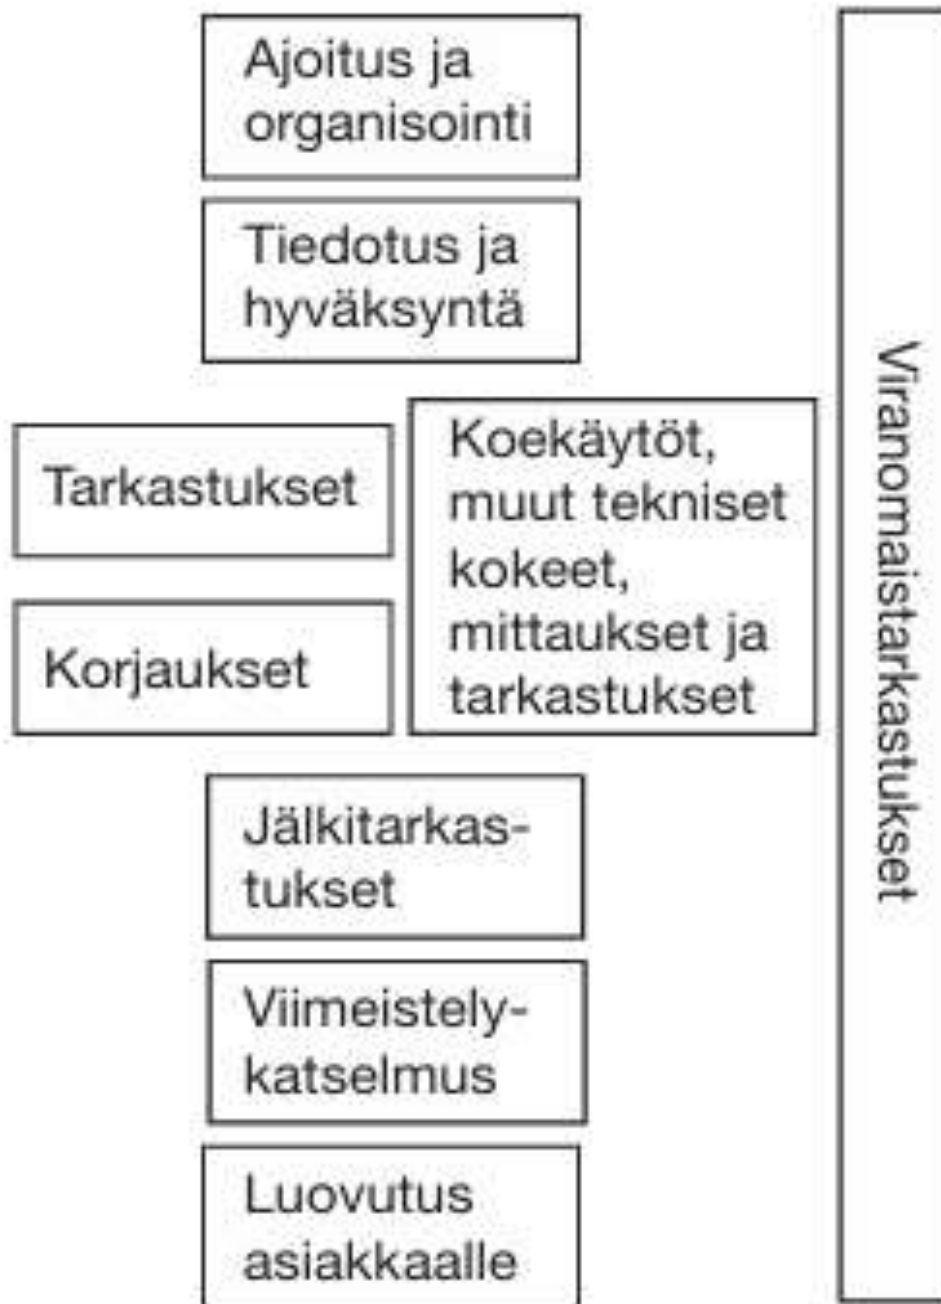 Ajoitus ja
organisointi
Tiedotus ja
hyväksyntä
Tarkastukset
Korjaukset
Koekäytöt,
muut tekniset
kokeet,
mittaukset ja
tarkastukset
Jälkitarkas-
tukset
Viimeistely-
katselmus
Luovutus
asiakkaalle
Viranomaistarkastukset